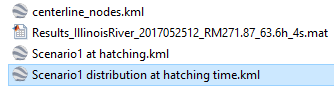 centerline_nodes.kml
Results_IllinoisRiver_2017052512_RM271.87_63.6h_4s.mat
Scenario1 at hatching.kml
Scenario1 distribution at hatching time.kml